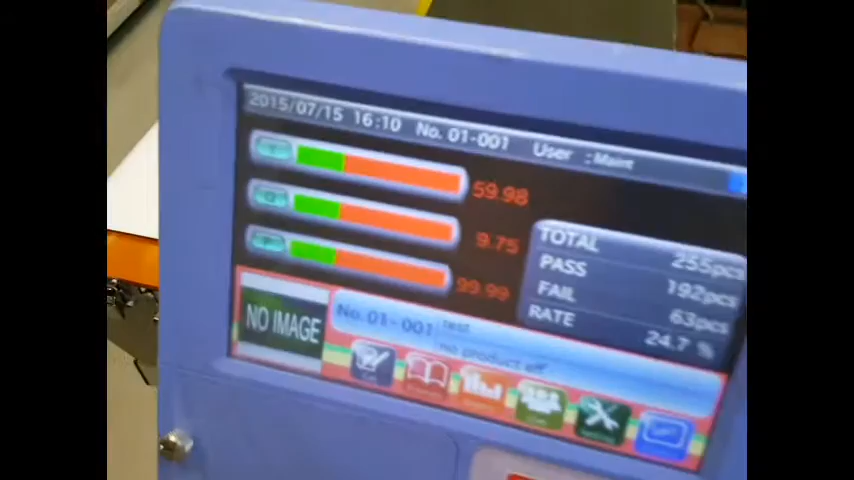 2015/07/15 16:10 No. 01-001 User : Maint
59.98
9.75
99.99
TOTAL 255pcs
PASS 192pcs
FAIL 63pcs
RATE 24.7 %
NO IMAGE
No. 01-001 test
no product eff